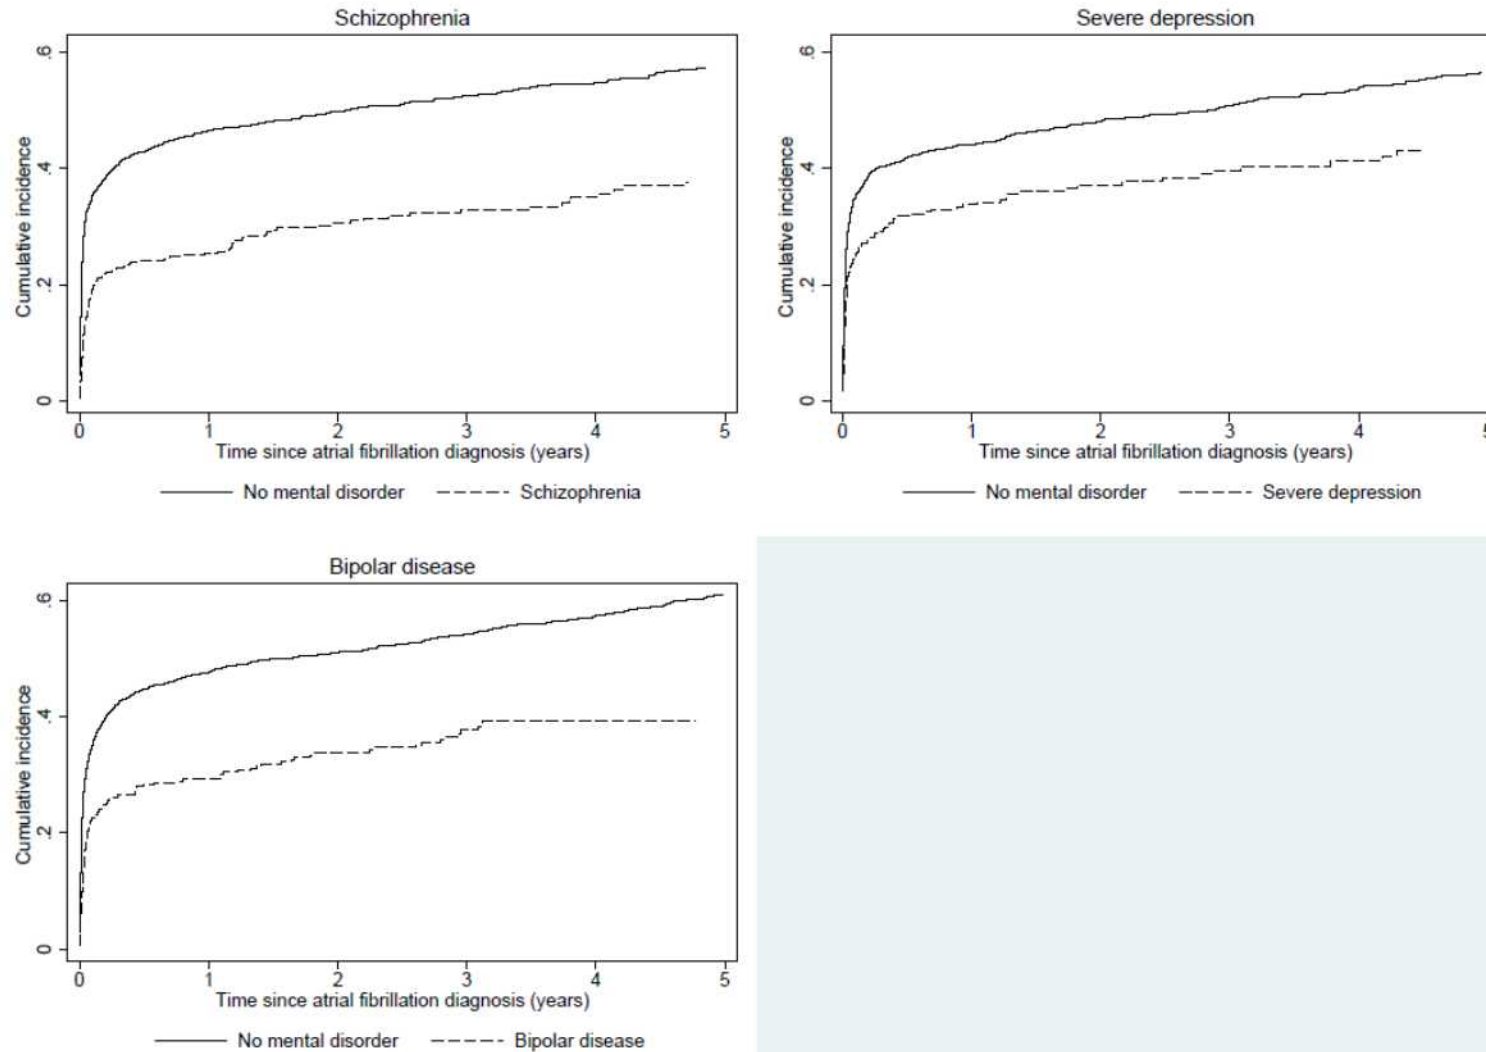 Schizophrenia
Cumulative incidence
.6
.4
.2
0
0 1 2 3 4 5
Time since atrial fibrillation diagnosis (years)
No mental disorder Schizophrenia
Severe depression
Cumulative incidence
.6
.4
.2
0
0 1 2 3 4 5
Time since atrial fibrillation diagnosis (years)
No mental disorder Severe depression
Bipolar disease
Cumulative incidence
.6
.4
.2
0
0 1 2 3 4 5
Time since atrial fibrillation diagnosis (years)
No mental disorder Bipolar disease